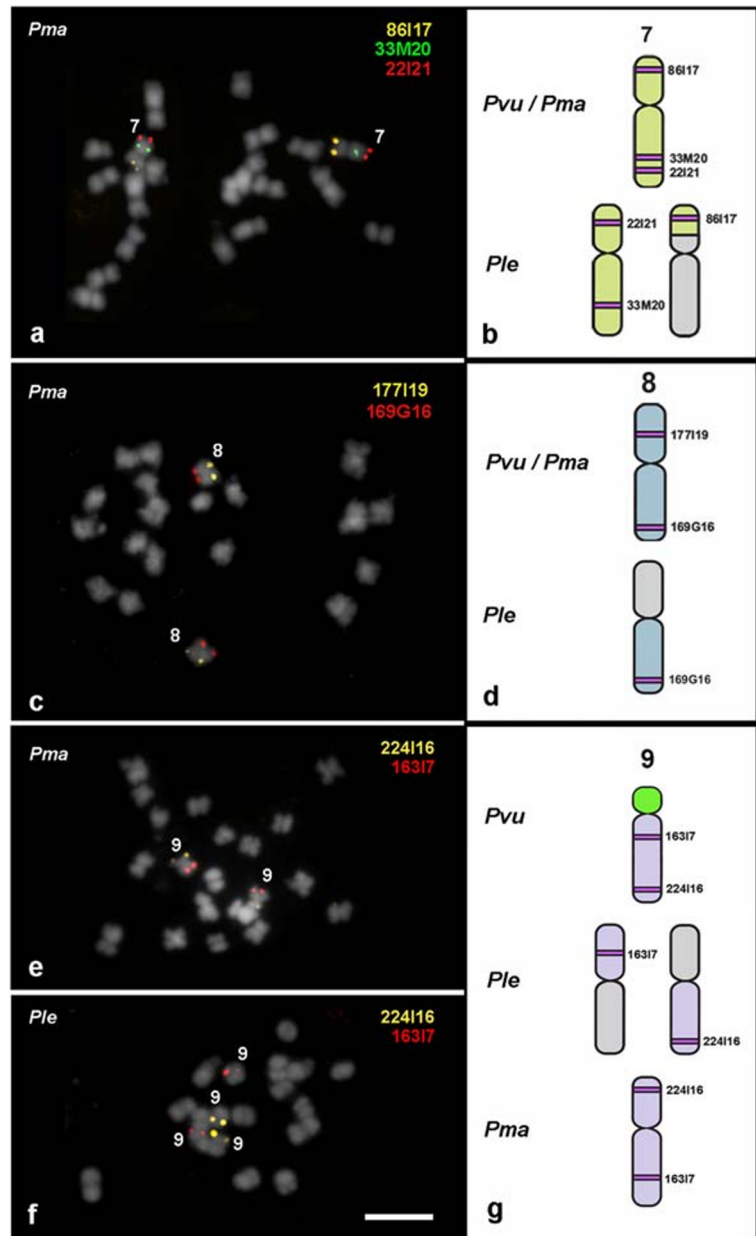 Pma
86I17
33M20
22I21
7
7
a
7
Pvu / Pma
86I17
33M20
22I21
Ple
22I21
86I17
33M20
b
Pma
177I19
169G16
8
8
c
8
Pvu / Pma
177I19
169G16
Ple
169G16
d
Pma
224I16
163I7
9
9
e
Ple
224I16
163I7
9
9
9
9
f
9
Pvu
163I7
224I16
Ple
163I7
224I16
Pma
224I16
163I7
g